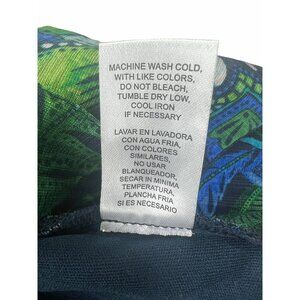 MACHINE WASH COLD,
WITH LIKE COLORS,
DO NOT BLEACH,
TUMBLE DRY LOW,
COOL IRON
IF NECESSARY
LAVAR EN LAVADORA
CON AGUA FRIA,
CON COLORES
SIMILARES,
NO USAR
BLANQUEADOR,
SECAR IN MINIMA
TEMPERATURA,
PLANCHA FRIA
SI ES NECESARIO